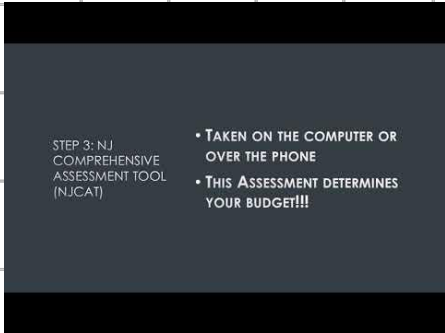 STEP 3: NJ
COMPREHENSIVE
ASSESSMENT TOOL
(NJCAT)
• TAKEN ON THE COMPUTER OR
OVER THE PHONE
• THIS ASSESSMENT DETERMINES
YOUR BUDGET!!!